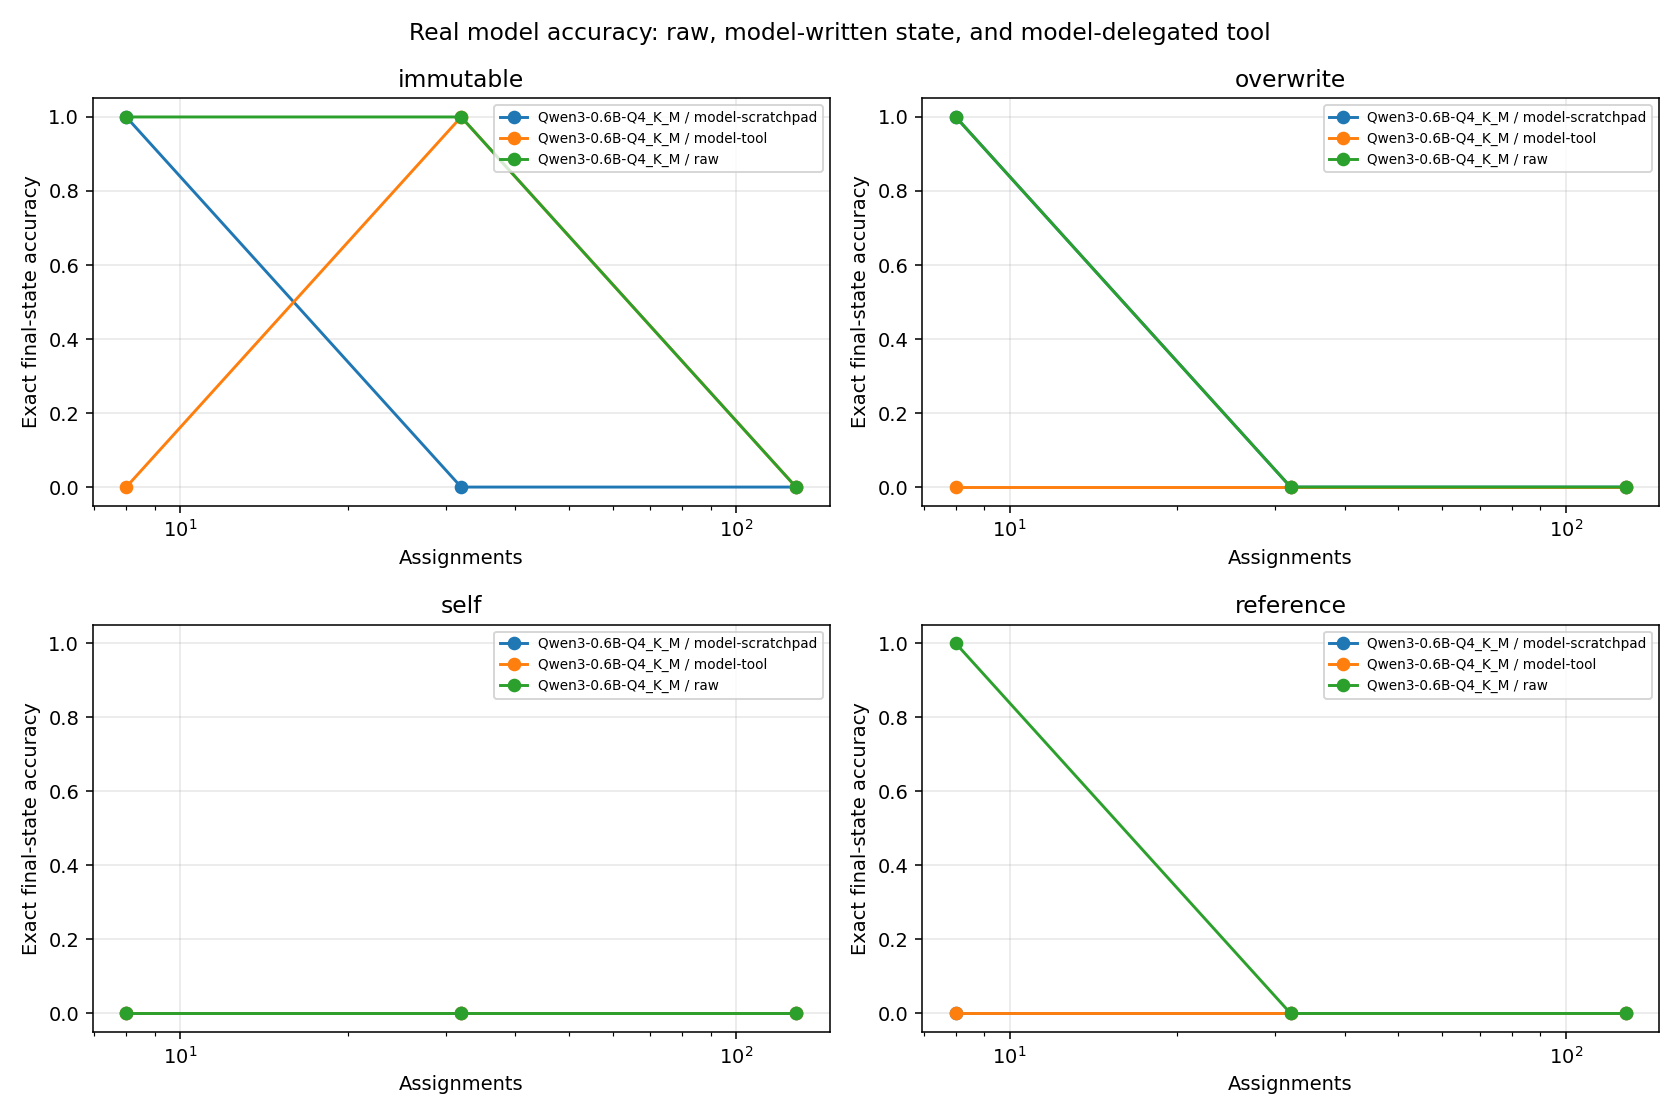 Real model accuracy: raw, model-written state, and model-delegated tool
immutable
Exact final-state accuracy
1.0
0.8
0.6
0.4
0.2
0.0
Qwen3-0.6B-Q4_K_M / model-scratchpad
Qwen3-0.6B-Q4_K_M / model-tool
Qwen3-0.6B-Q4_K_M / raw
10¹ 10²
Assignments
overwrite
Exact final-state accuracy
1.0
0.8
0.6
0.4
0.2
0.0
Qwen3-0.6B-Q4_K_M / model-scratchpad
Qwen3-0.6B-Q4_K_M / model-tool
Qwen3-0.6B-Q4_K_M / raw
10¹ 10²
Assignments
self
Exact final-state accuracy
1.0
0.8
0.6
0.4
0.2
0.0
Qwen3-0.6B-Q4_K_M / model-scratchpad
Qwen3-0.6B-Q4_K_M / model-tool
Qwen3-0.6B-Q4_K_M / raw
10¹ 10²
Assignments
reference
Exact final-state accuracy
1.0
0.8
0.6
0.4
0.2
0.0
Qwen3-0.6B-Q4_K_M / model-scratchpad
Qwen3-0.6B-Q4_K_M / model-tool
Qwen3-0.6B-Q4_K_M / raw
10¹ 10²
Assignments